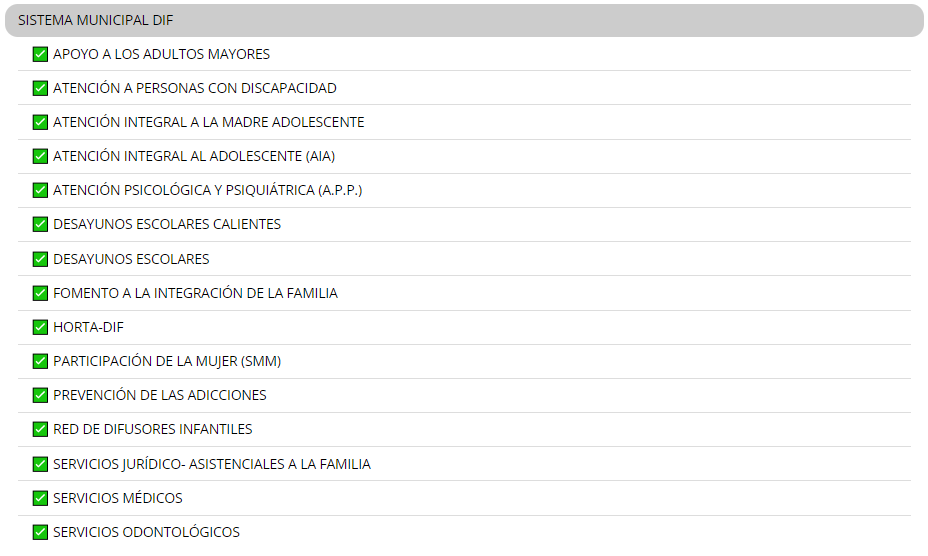 SISTEMA MUNICIPAL DIF
APOYO A LOS ADULTOS MAYORES
ATENCIÓN A PERSONAS CON DISCAPACIDAD
ATENCIÓN INTEGRAL A LA MADRE ADOLESCENTE
ATENCIÓN INTEGRAL AL ADOLESCENTE (AIA)
ATENCIÓN PSICOLÓGICA Y PSIQUIÁTRICA (A.P.P.)
DESAYUNOS ESCOLARES CALIENTES
DESAYUNOS ESCOLARES
FOMENTO A LA INTEGRACIÓN DE LA FAMILIA
HORTA-DIF
PARTICIPACIÓN DE LA MUJER (SMM)
PREVENCIÓN DE LAS ADICCIONES
RED DE DIFUSORES INFANTILES
SERVICIOS JURÍDICO- ASISTENCIALES A LA FAMILIA
SERVICIOS MÉDICOS
SERVICIOS ODONTOLÓGICOS